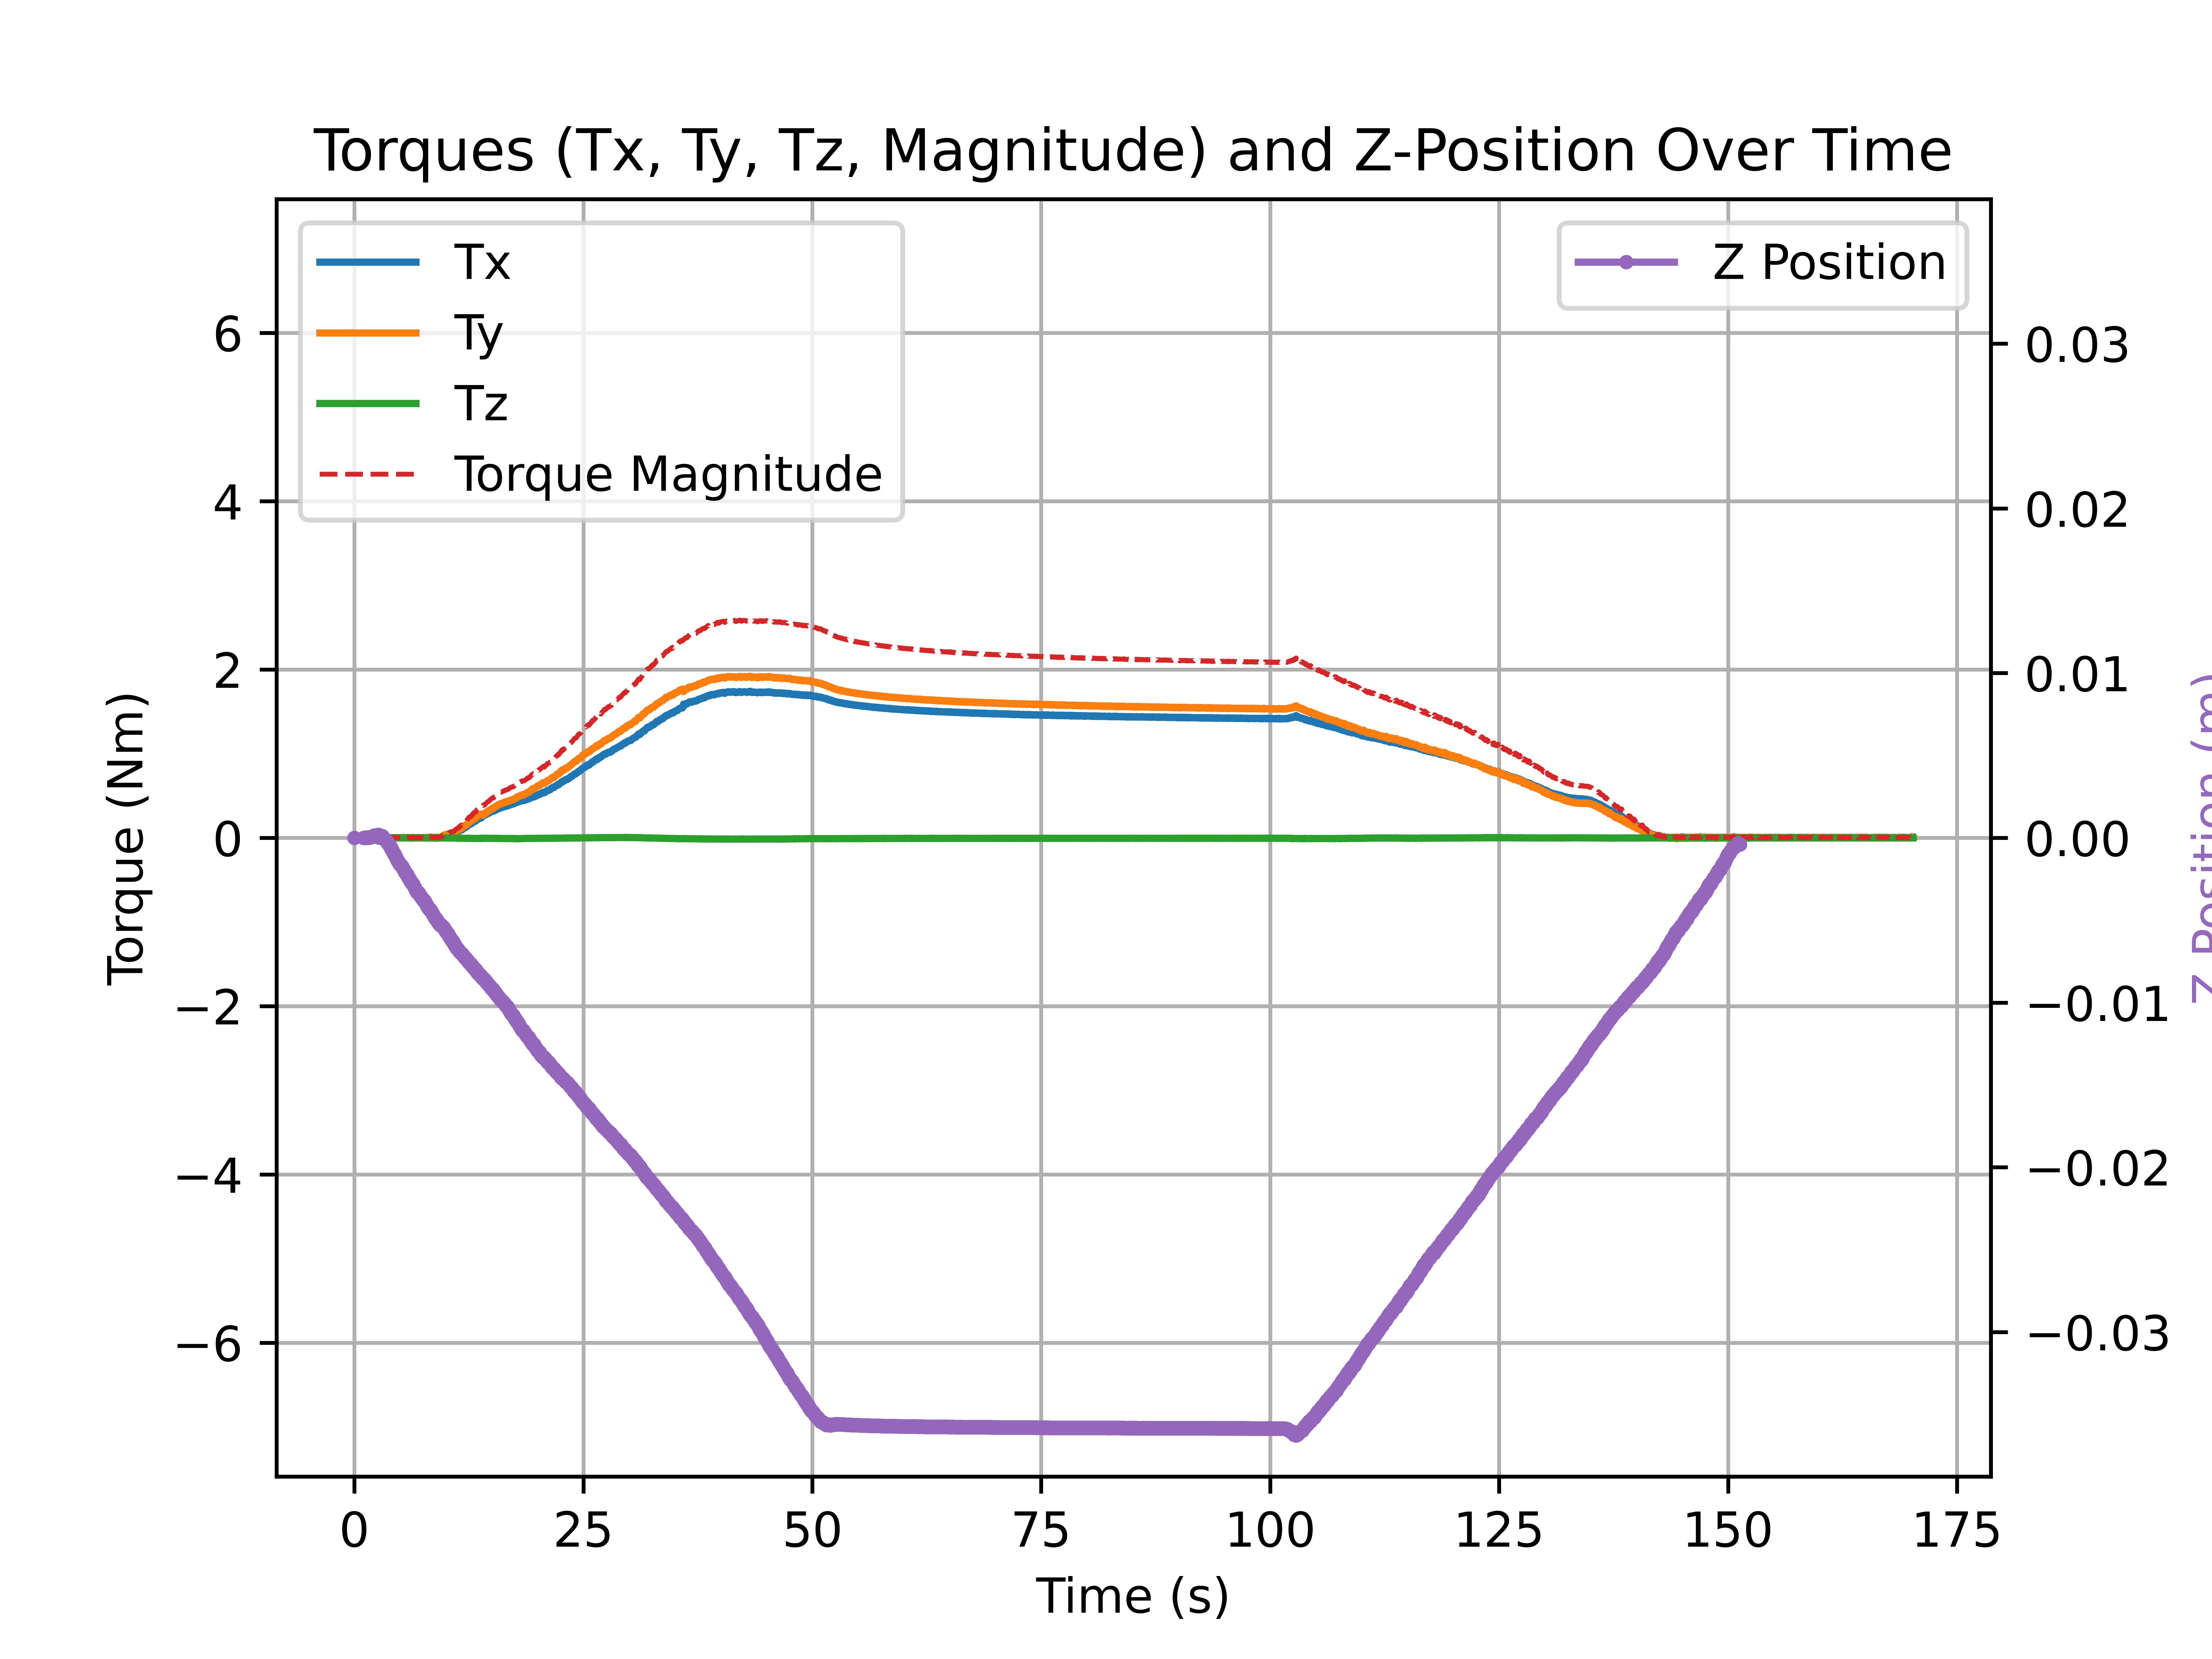 Torques (Tx, Ty, Tz, Magnitude) and Z-Position Over Time
Tx
Ty
Tz
Torque Magnitude
Z Position
6
4
2
0
−2
−4
−6
Torque (Nm)
0.03
0.02
0.01
0.00
−0.01
−0.02
−0.03
Z Position (m)
0 25 50 75 100 125 150 175
Time (s)